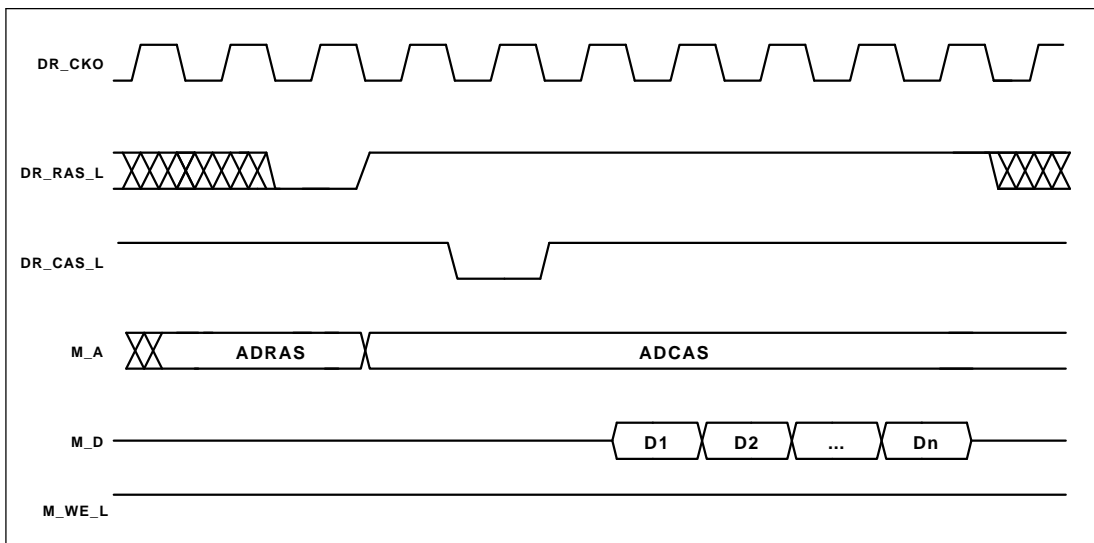 DR_CKO
DR_RAS_L
DR_CAS_L
M_A ADRAS ADCAS
M_D D1 D2 ... Dn
M_WE_L